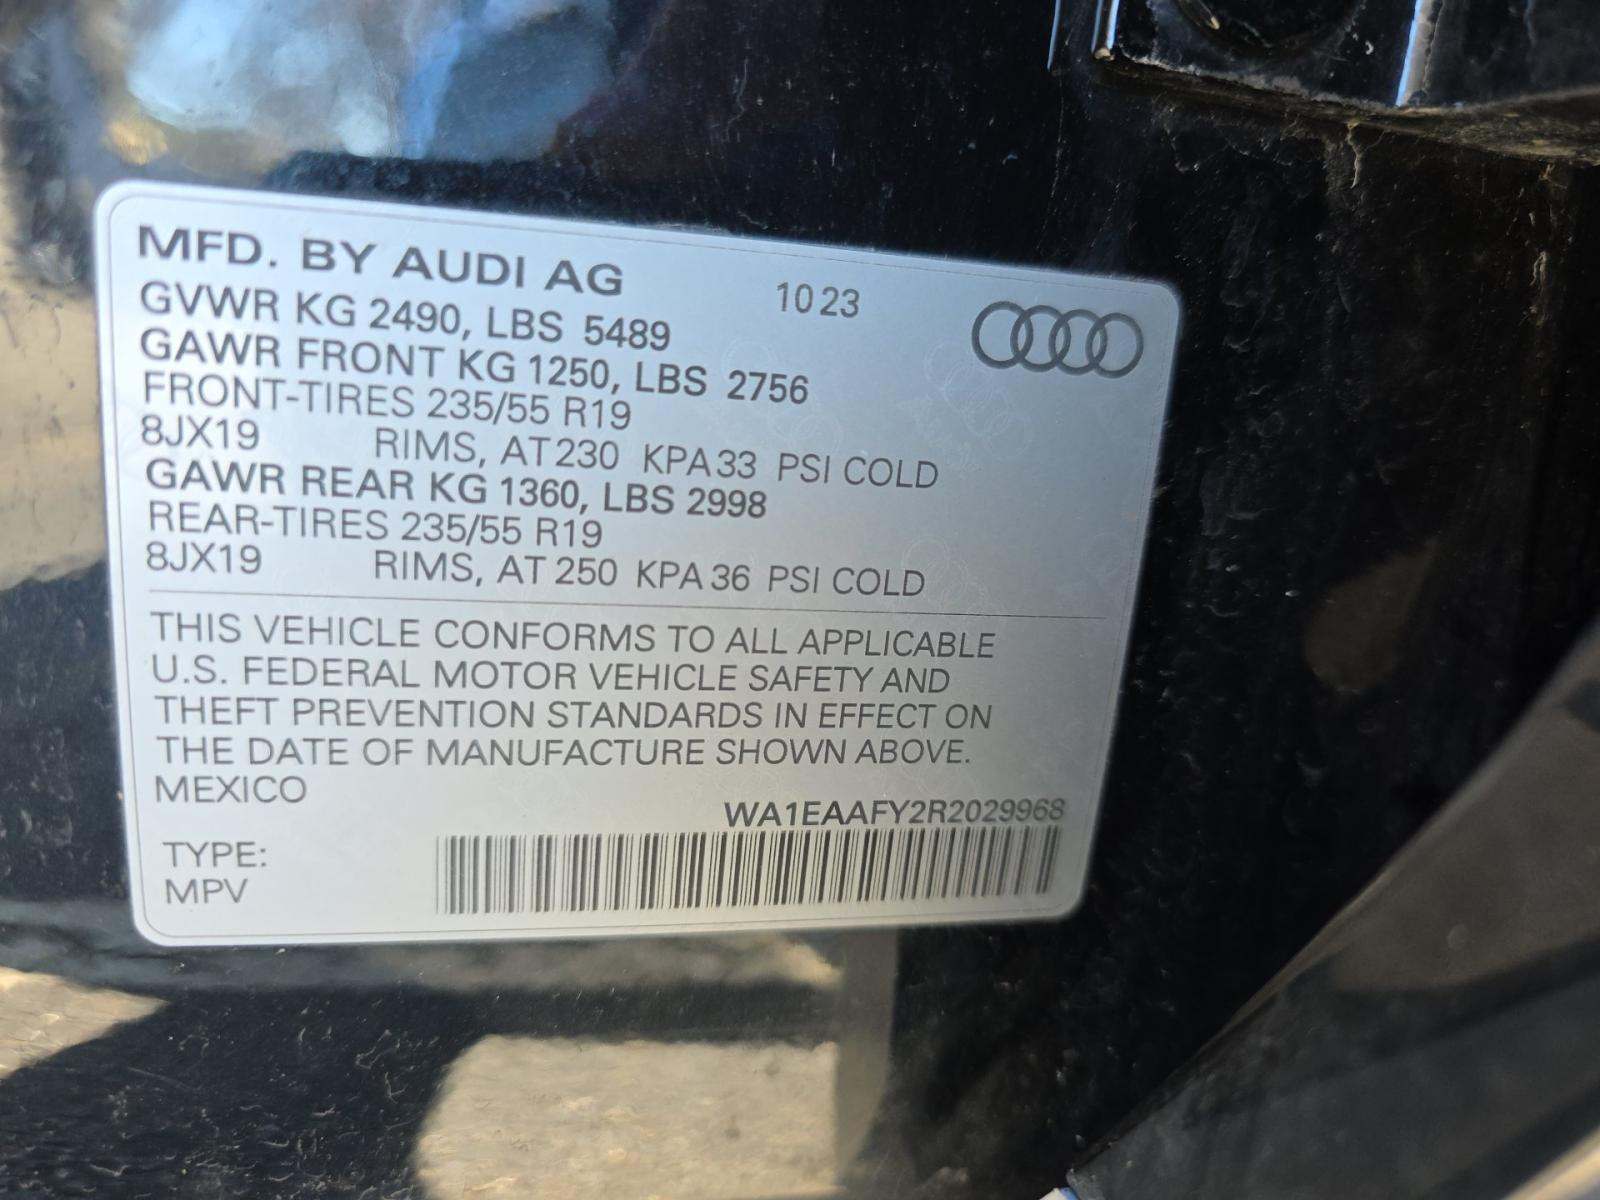 MFD. BY AUDI AG 10 23
GVWR KG 2490, LBS 5489
GAWR FRONT KG 1250, LBS 2756
FRONT-TIRES 235/55 R19
8JX19 RIMS, AT 230 KPA 33 PSI COLD
GAWR REAR KG 1360, LBS 2998
REAR-TIRES 235/55 R19
8JX19 RIMS, AT 250 KPA 36 PSI COLD
THIS VEHICLE CONFORMS TO ALL APPLICABLE
U.S. FEDERAL MOTOR VEHICLE SAFETY AND
THEFT PREVENTION STANDARDS IN EFFECT ON
THE DATE OF MANUFACTURE SHOWN ABOVE.
MEXICO
WA1EAAFY2R2029968
TYPE:
MPV